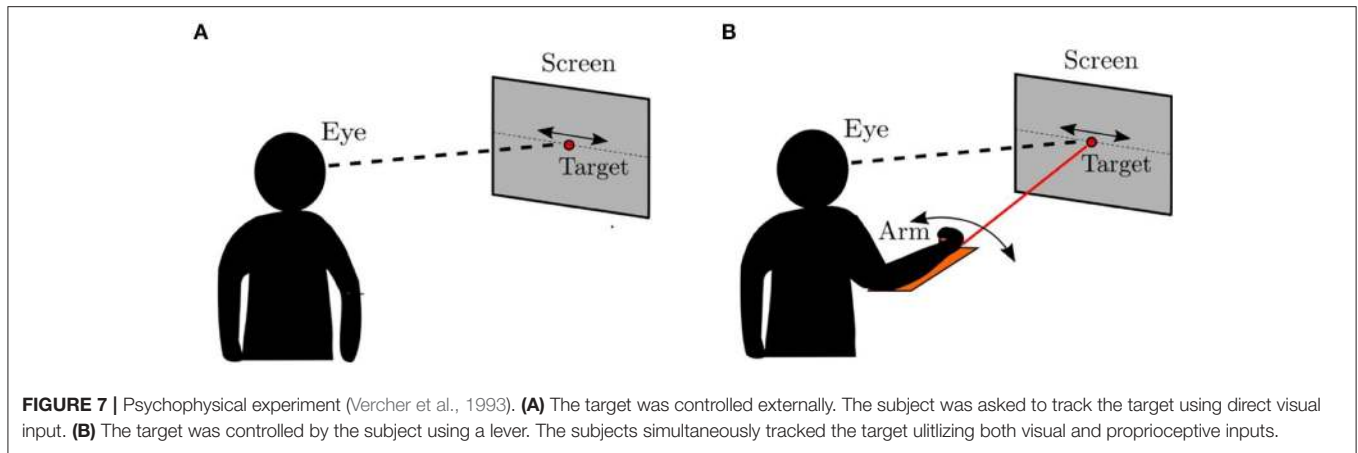 A
B
Screen
Screen
Eye
Eye
Target
Target
Arm
FIGURE 7 | Psychophysical experiment (Vercher et al., 1993). (A) The target was controlled externally. The subject was asked to track the target using direct visual
input. (B) The target was controlled by the subject using a lever. The subjects simultaneously tracked the target ulitlizing both visual and proprioceptive inputs.